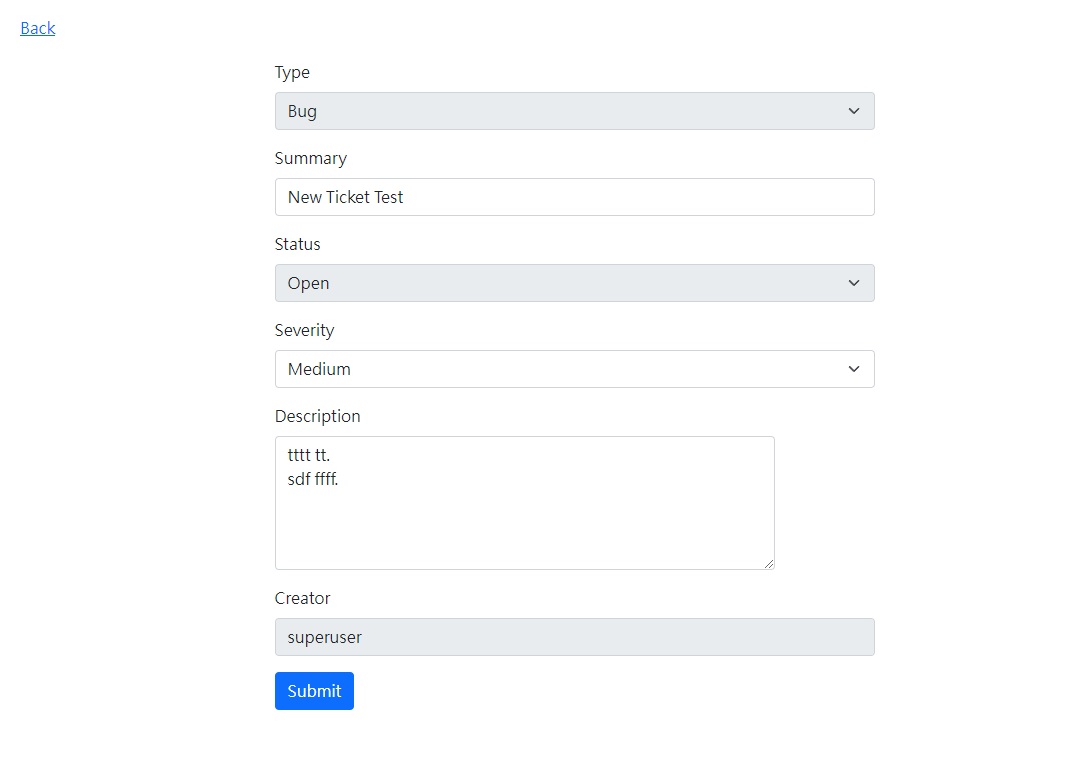 Back
Type
Bug
Summary
New Ticket Test
Status
Open
Severity
Medium
Description
tttt tt.
sdf ffff.
Creator
superuser
Submit